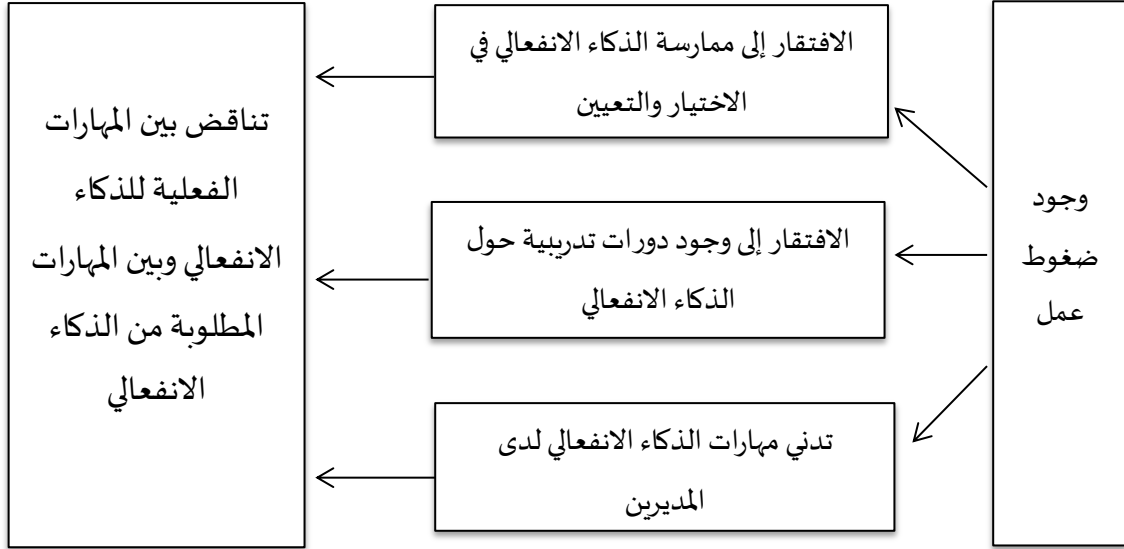 وجود
ضغوط
عمل
الافتقار إلى ممارسة الذكاء الانفعالي في
الاختيار والتعيين
الافتقار إلى وجود دورات تدريبية حول
الذكاء الانفعالي
تدني مهارات الذكاء الانفعالي لدى
المديرين
تناقض بين المهارات
الفعلية للذكاء
الانفعالي وبين المهارات
المطلوبة من الذكاء
الانفعالي